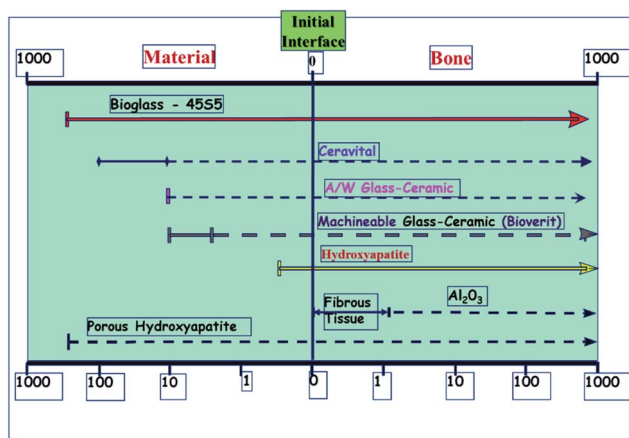 Initial
Interface
1000
Material
0
Bone
1000
Bioglass - 45S5
Ceravital
A/W Glass-Ceramic
Machineable Glass-Ceramic (Bioverit)
Hydroxyapatite
Al₂O₃
Fibrous
Tissue
Porous Hydroxyapatite
1000 100 10 1 0 1 10 100 1000